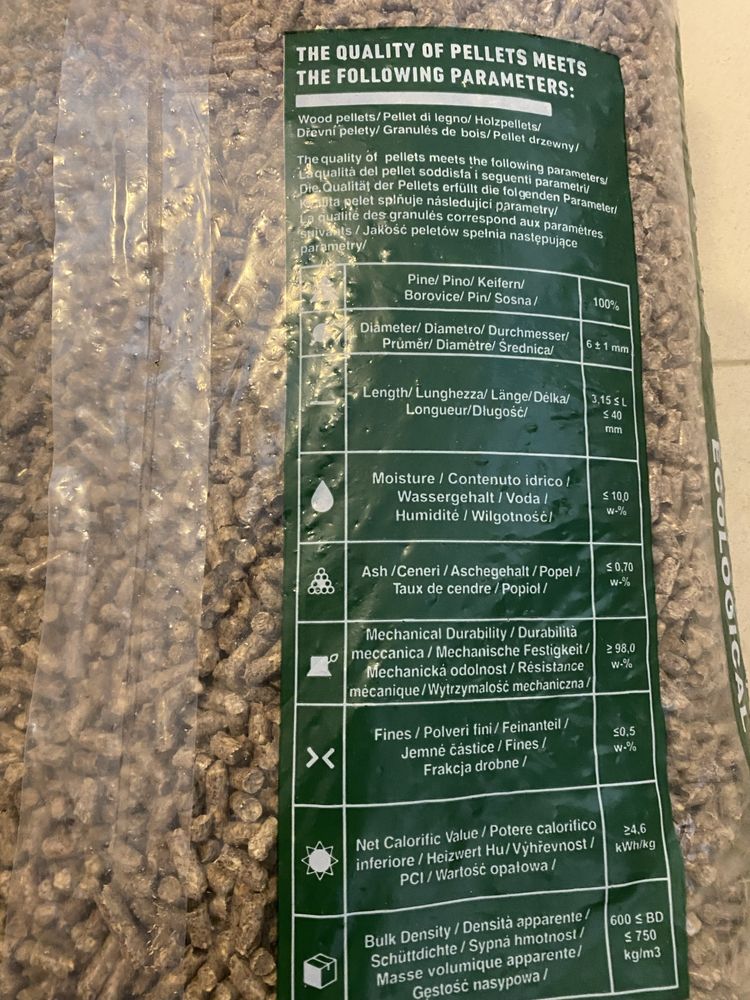 THE QUALITY OF PELLETS MEETS
THE FOLLOWING PARAMETERS:
Wood pellets/ Pellet di legno/ Holzpellets/
Dřevní pelety/ Granulés de bois/ Pellet drzewny/
The quality of pellets meets the following parameters/
La qualità del pellet soddisfa i seguenti parametri/
Die Qualität der Pellets erfüllt die folgenden Parameter/
Kvalita pelet splňuje následující parametry/
La qualité des granulés correspond aux paramètres
suivants / Jakość peletów spełnia następujące
parametry/
Pine/ Pino/ Keifern/
Borovice/ Pin/ Sosna /
100%
Diameter/ Diametro/ Durchmesser/
Průměr/ Diamètre/ Średnica/
6 ± 1 mm
Length/ Lunghezza/ Länge/ Délka/
Longueur/Długość/
3,15 ≤ L
≤ 40
mm
Moisture / Contenuto idrico /
Wassergehalt / Voda /
Humidité / Wilgotność/
≤ 10,0
w-%
Ash /Ceneri / Aschegehalt / Popel /
Taux de cendre / Popiół /
≤ 0,70
w-%
Mechanical Durability / Durabilità
meccanica / Mechanische Festigkeit /
Mechanická odolnost / Résistance
mécanique / Wytrzymalość mechaniczna /
≥ 98,0
w-%
Fines / Polveri fini / Feinanteil /
Jemné částice / Fines /
Frakcja drobne /
≤0,5
w-%
Net Calorific Value / Potere calorifico
inferiore / Heizwert Hu / Výhřevnost /
PCI / Wartość opałowa /
≥4,6
kWh/kg
Bulk Density / Densità apparente /
Schüttdichte / Sypná hmotnost /
Masse volumique apparente/
Gęstość nasypowa /
600 ≤ BD
≤ 750
kg/m3
ECOLOGICA